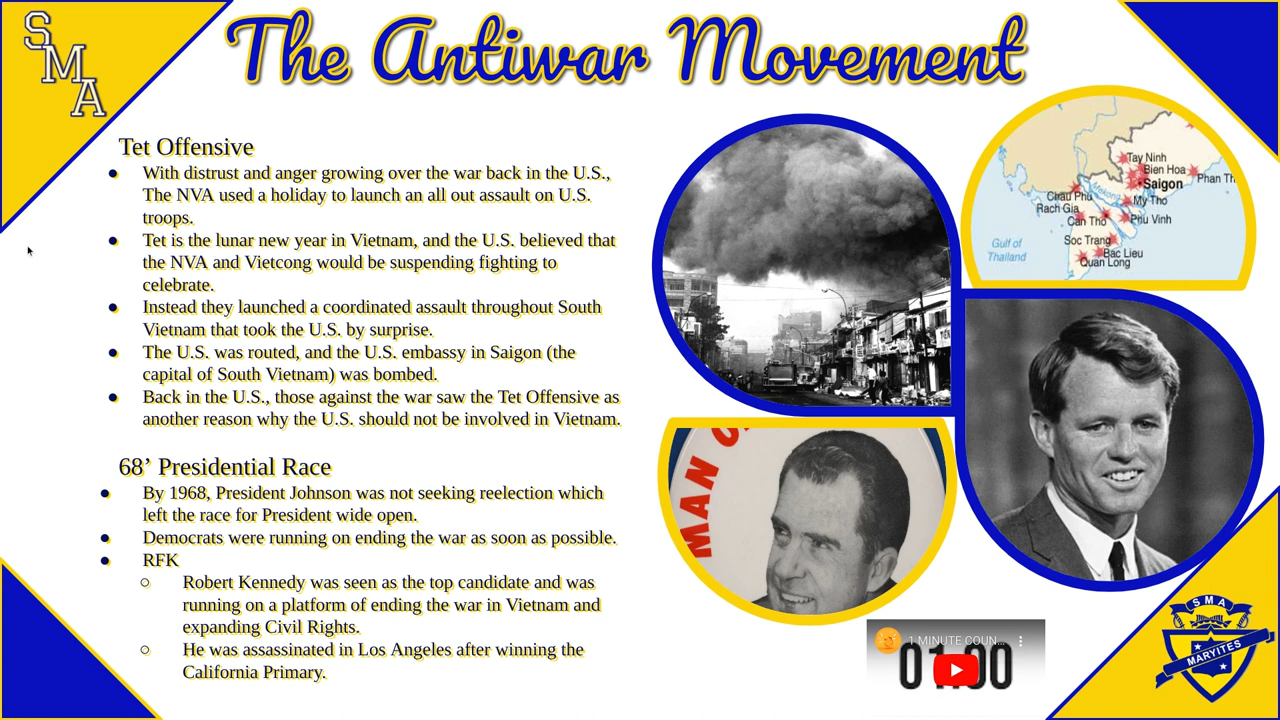 SMA
The Antiwar Movement
Tet Offensive
With distrust and anger growing over the war back in the U.S.,
The NVA used a holiday to launch an all out assault on U.S.
troops.
Tet is the lunar new year in Vietnam, and the U.S. believed that
the NVA and Vietcong would be suspending fighting to
celebrate.
Instead they launched a coordinated assault throughout South
Vietnam that took the U.S. by surprise.
The U.S. was routed, and the U.S. embassy in Saigon (the
capital of South Vietnam) was bombed.
Back in the U.S., those against the war saw the Tet Offensive as
another reason why the U.S. should not be involved in Vietnam.
68’ Presidential Race
By 1968, President Johnson was not seeking reelection which
left the race for President wide open.
Democrats were running on ending the war as soon as possible.
RFK
Robert Kennedy was seen as the top candidate and was
running on a platform of ending the war in Vietnam and
expanding Civil Rights.
He was assassinated in Los Angeles after winning the
California Primary.
Tay Ninh
Bien Hoa
Saigon
Phan Th
Mekong
Chau Phu
My Tho
Rach Gia
Can Tho
Phu Vinh
Soc Trang
Gulf of
Thailand
Bac Lieu
Quan Long
MAN
1 MINUTE COUN...
01:00
SMA
MARYITES